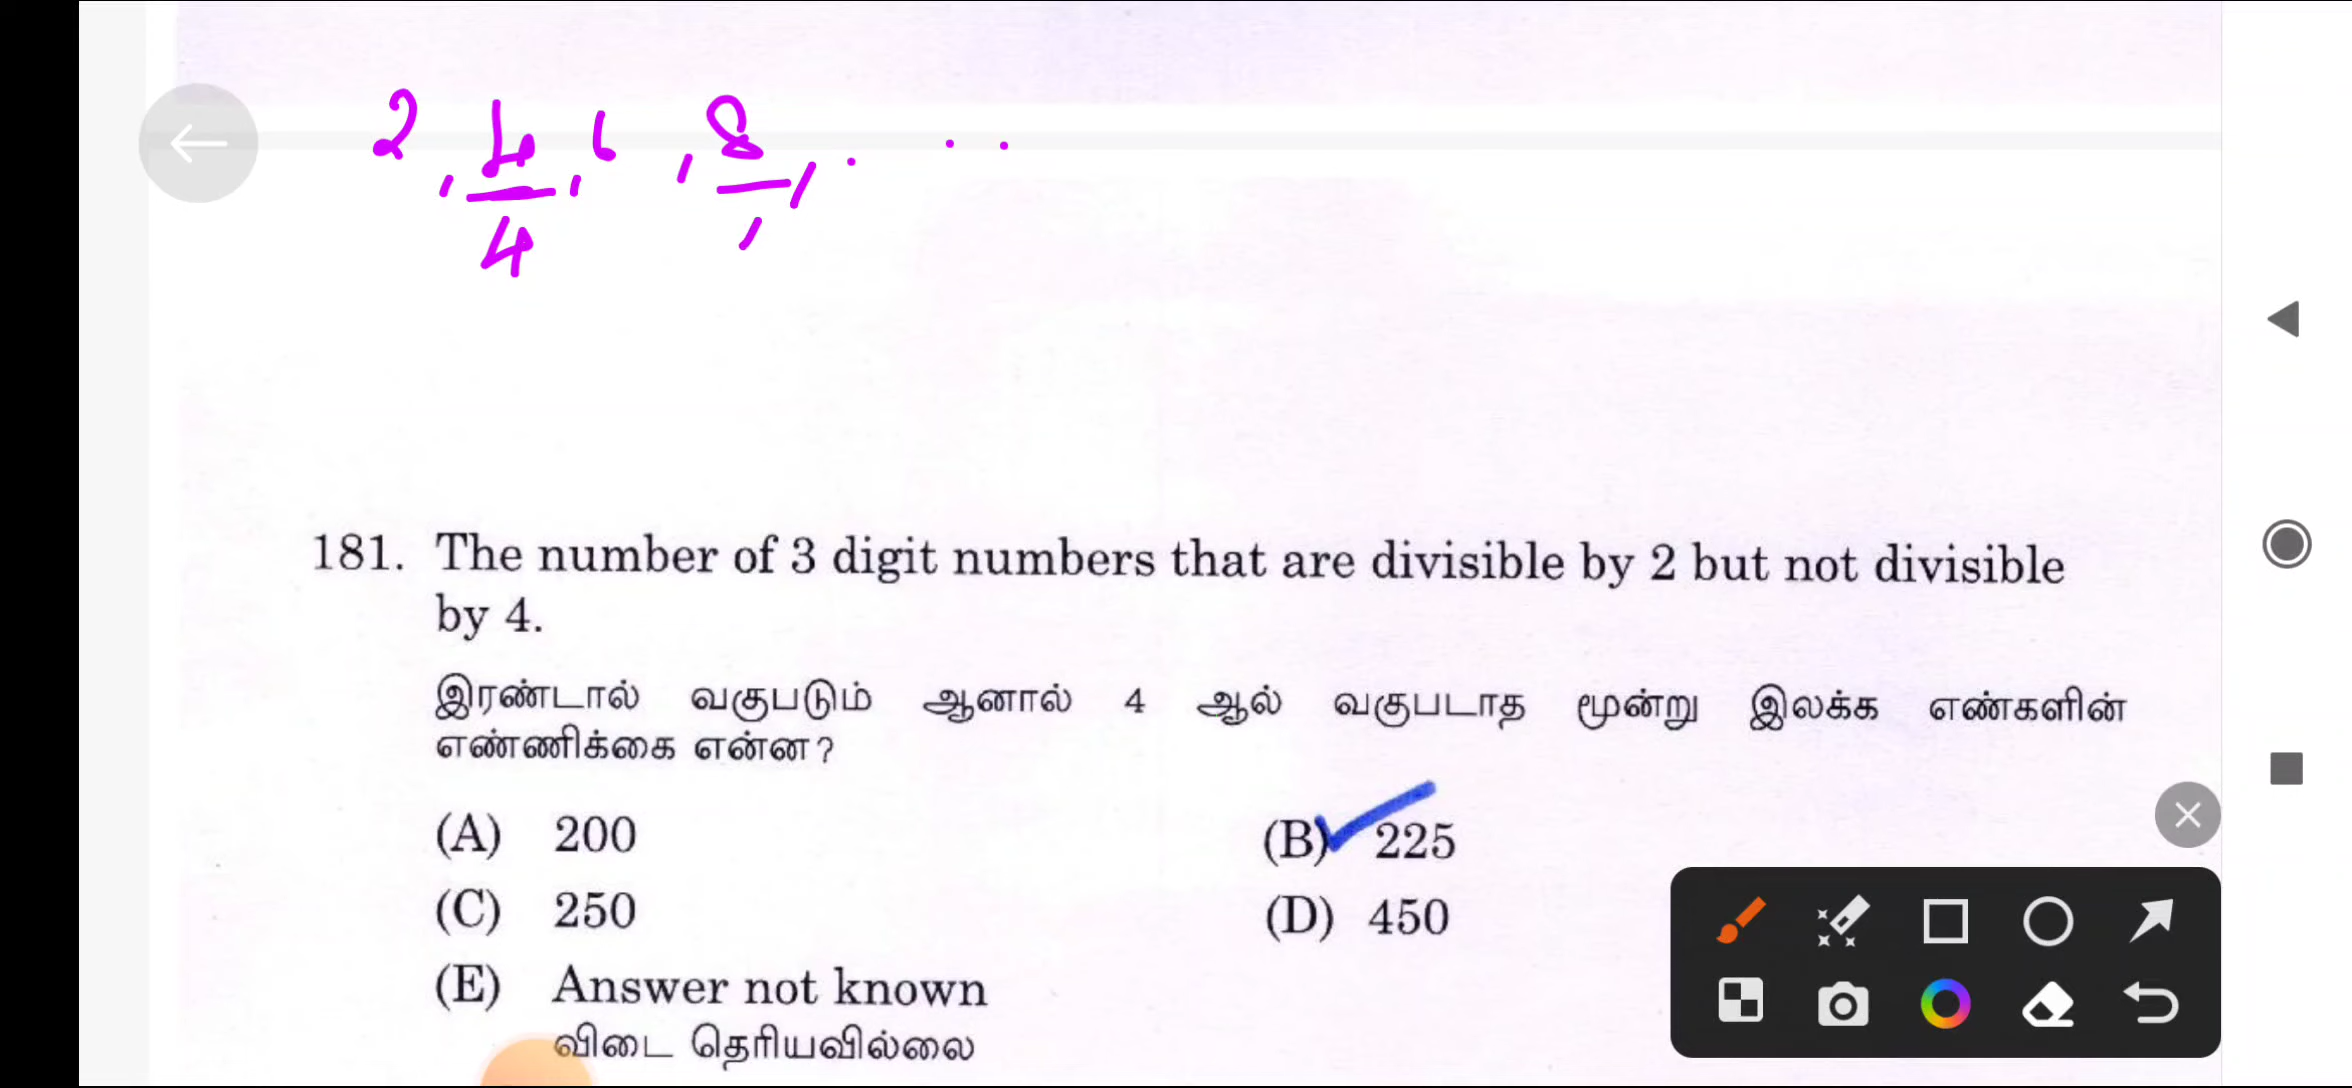 2, 4, 6, 8, . . .
4
181. The number of 3 digit numbers that are divisible by 2 but not divisible
by 4.
இரண்டால் வகுபடும் ஆனால் 4 ஆல் வகுபடாத மூன்று இலக்க எண்களின்
எண்ணிக்கை என்ன?
(A) 200 (B) 225
(C) 250 (D) 450
(E) Answer not known
விடை தெரியவில்லை